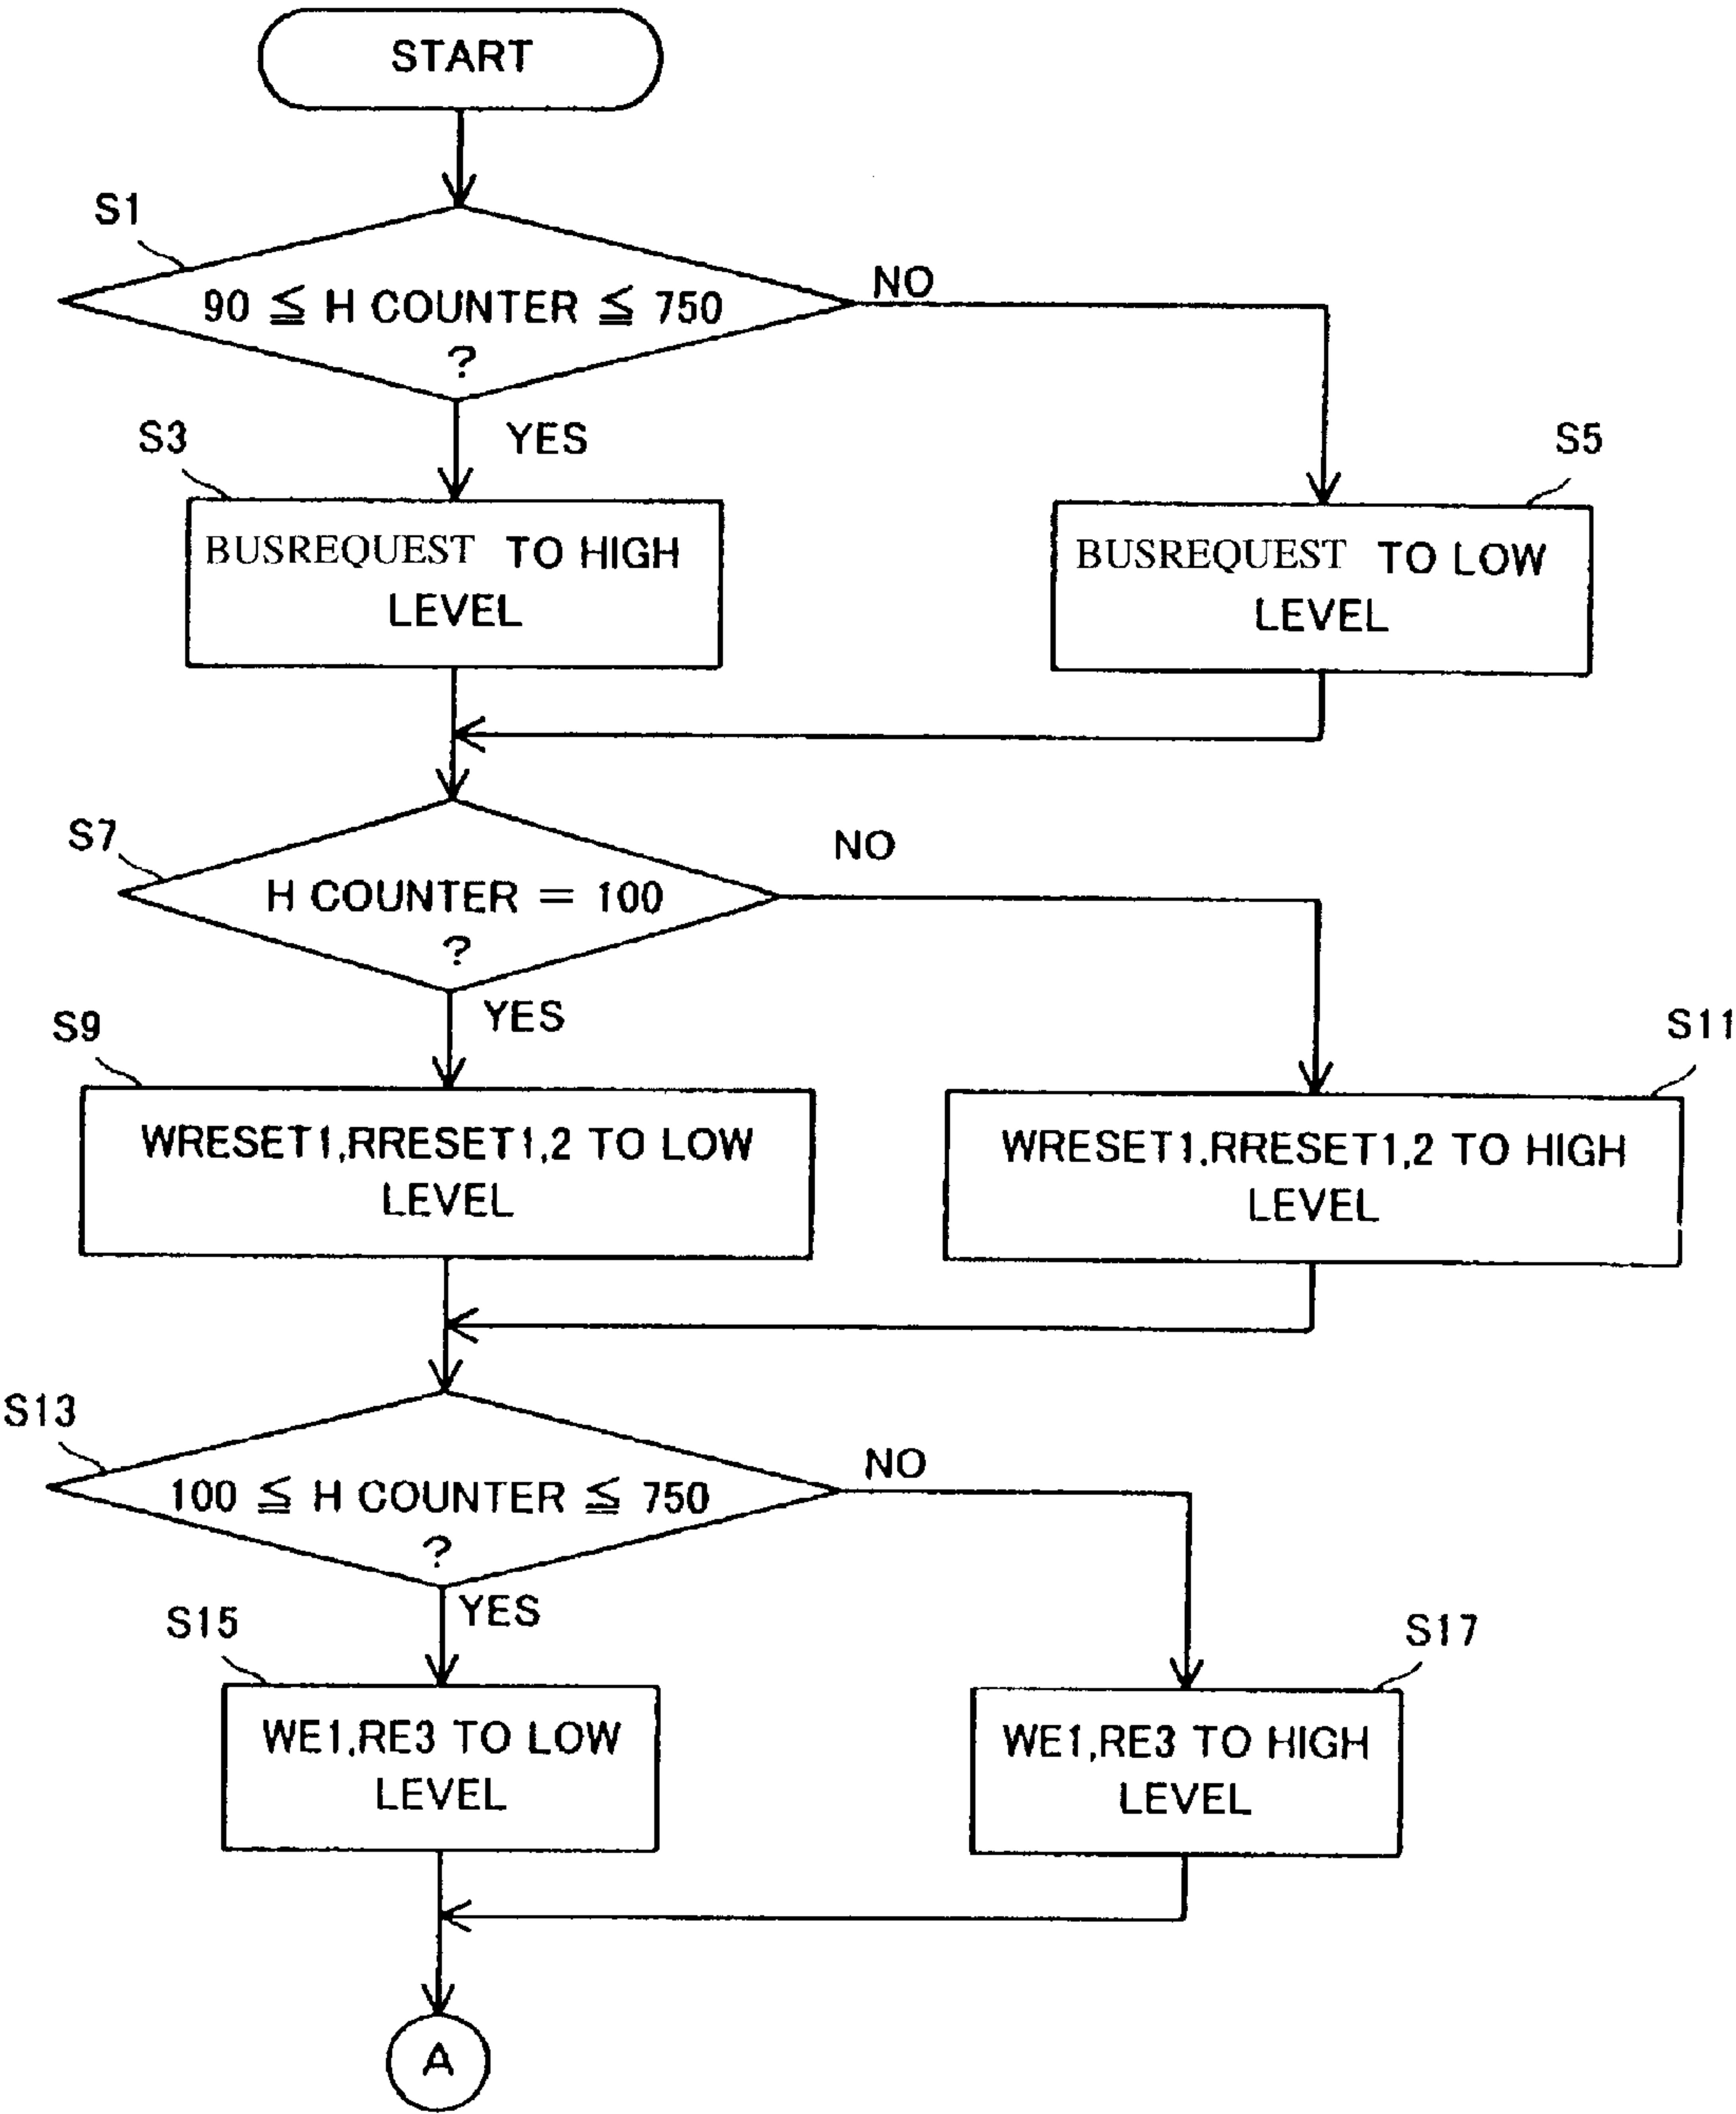 START
S1
90 ≦ H COUNTER ≦ 750
?
NO
YES
S3
BUSREQUEST TO HIGH
LEVEL
S5
BUSREQUEST TO LOW
LEVEL
S7
H COUNTER = 100
?
NO
YES
S9
WRESET1,RRESET1,2 TO LOW
LEVEL
S11
WRESET1,RRESET1,2 TO HIGH
LEVEL
S13
100 ≦ H COUNTER ≦ 750
?
NO
YES
S15
WE1,RE3 TO LOW
LEVEL
S17
WE1,RE3 TO HIGH
LEVEL
A